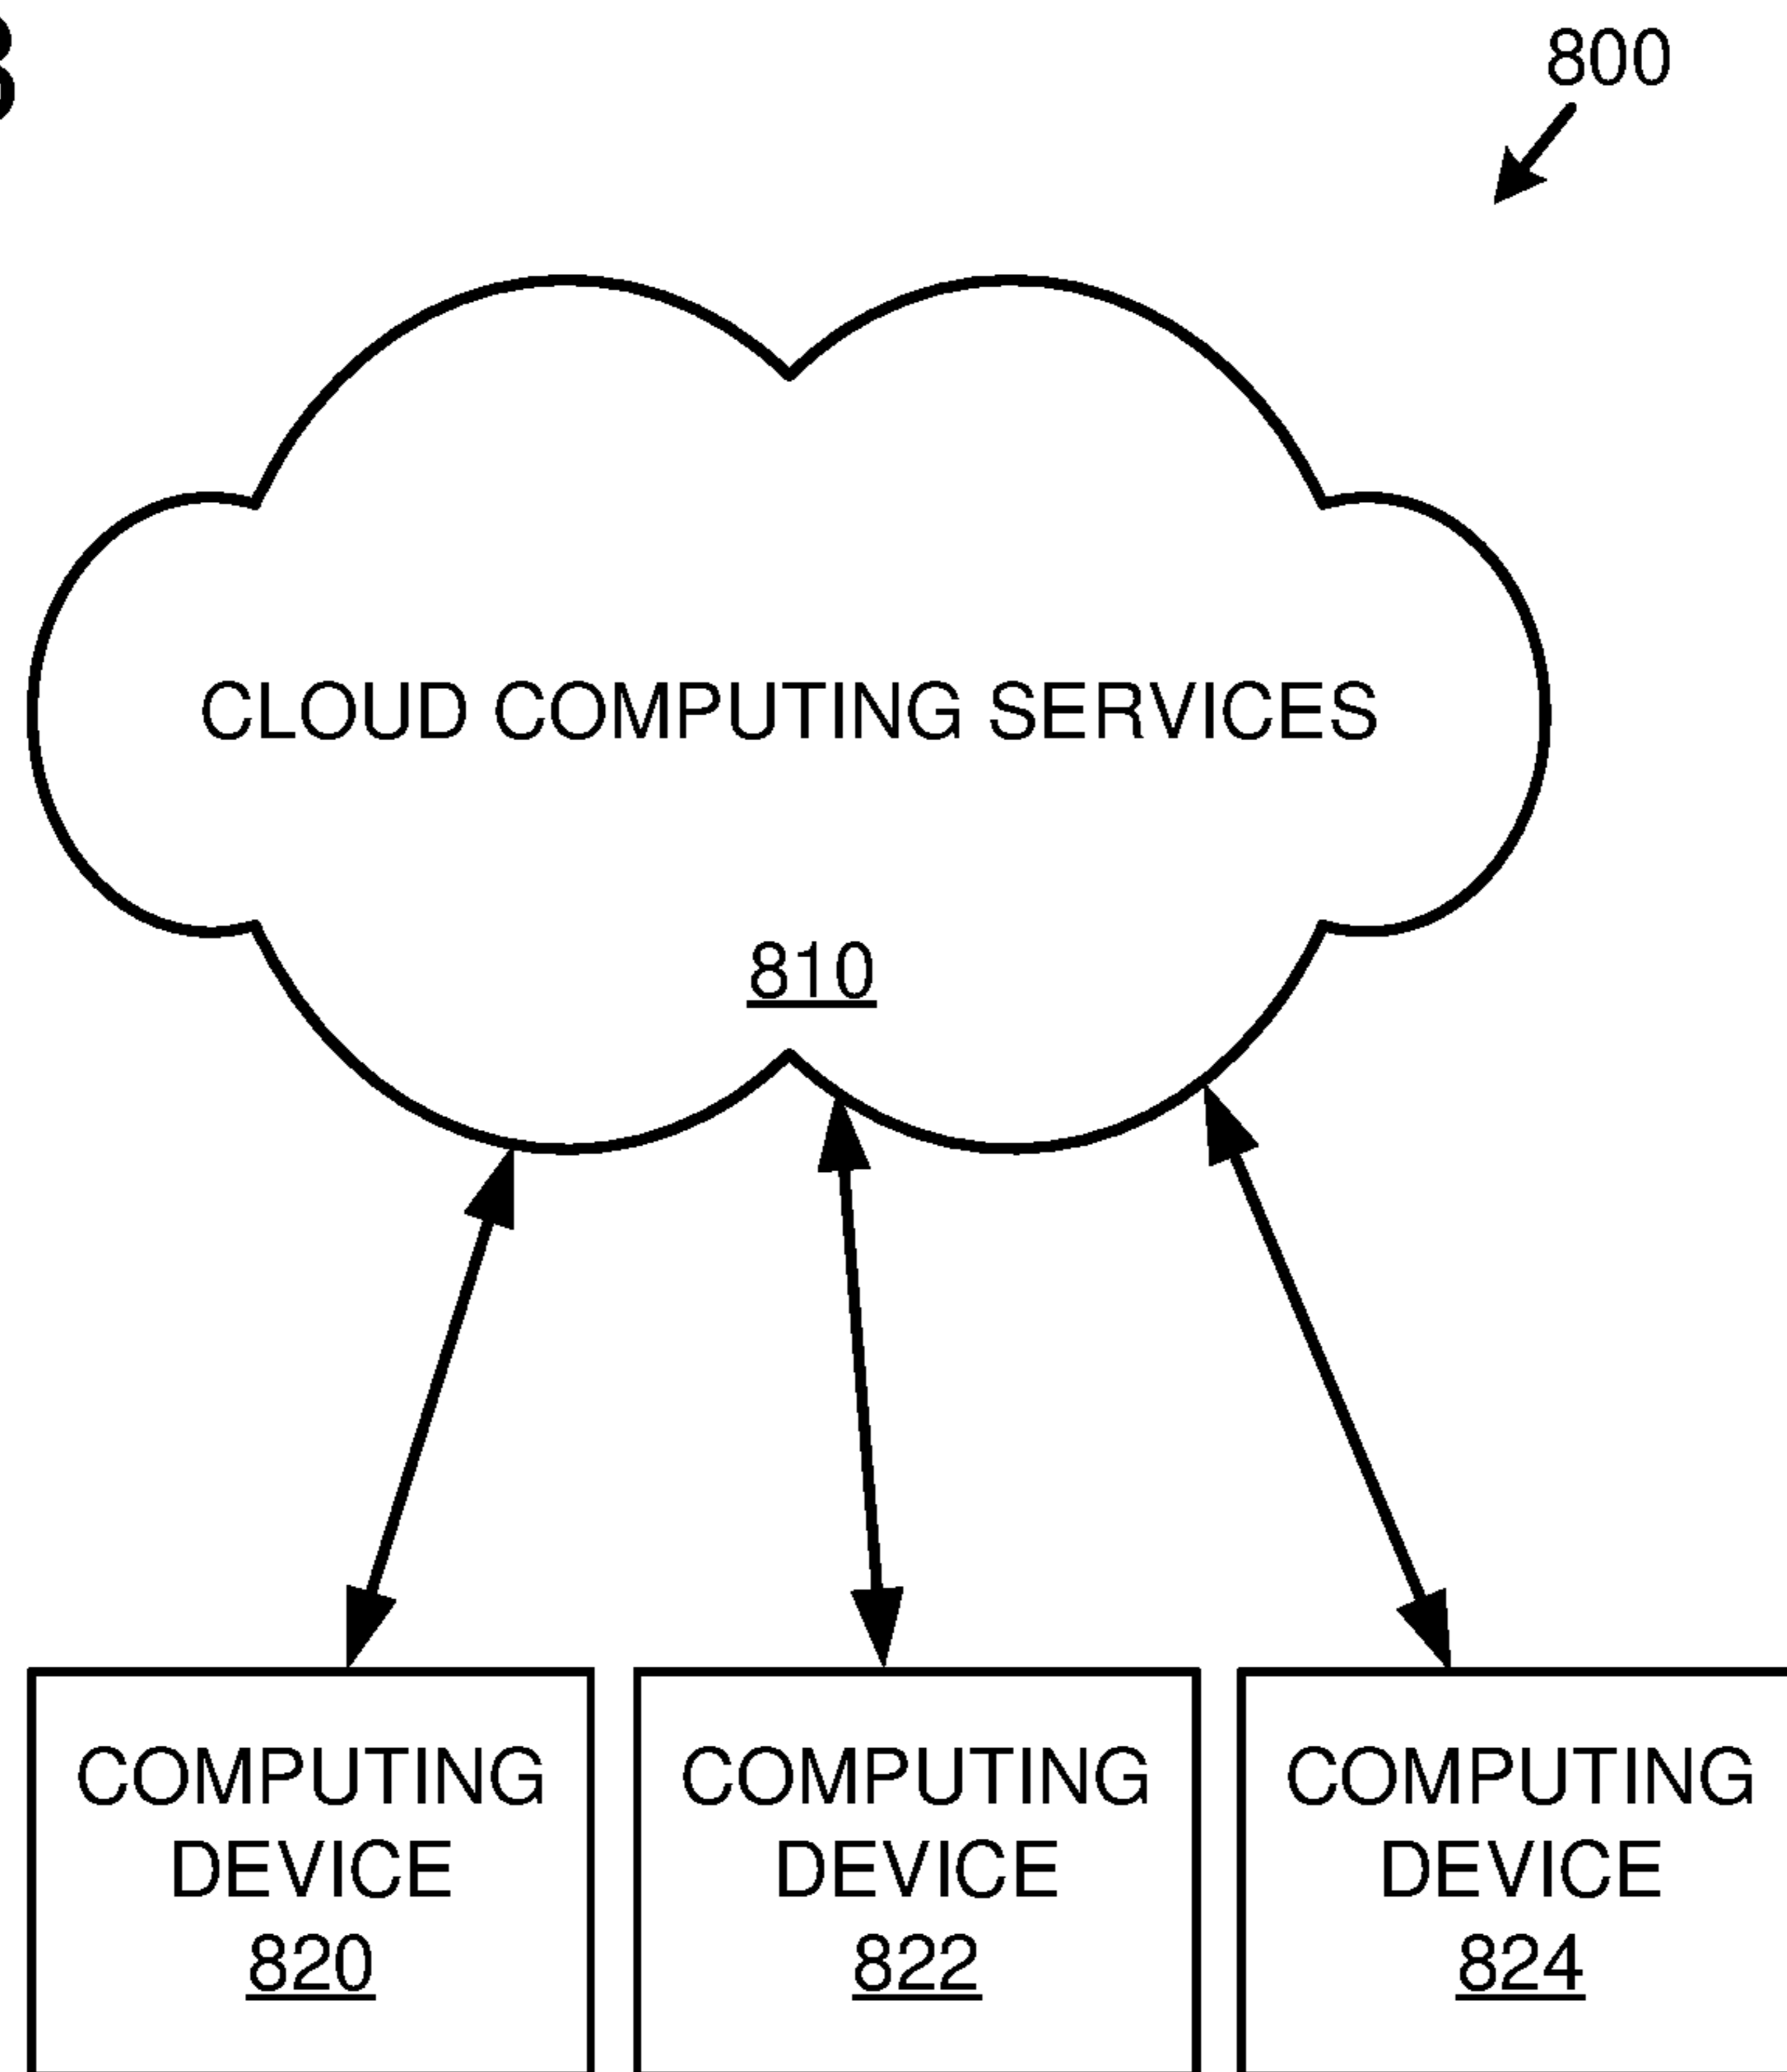 800
CLOUD COMPUTING SERVICES
810
COMPUTING
DEVICE
820
COMPUTING
DEVICE
822
COMPUTING
DEVICE
824